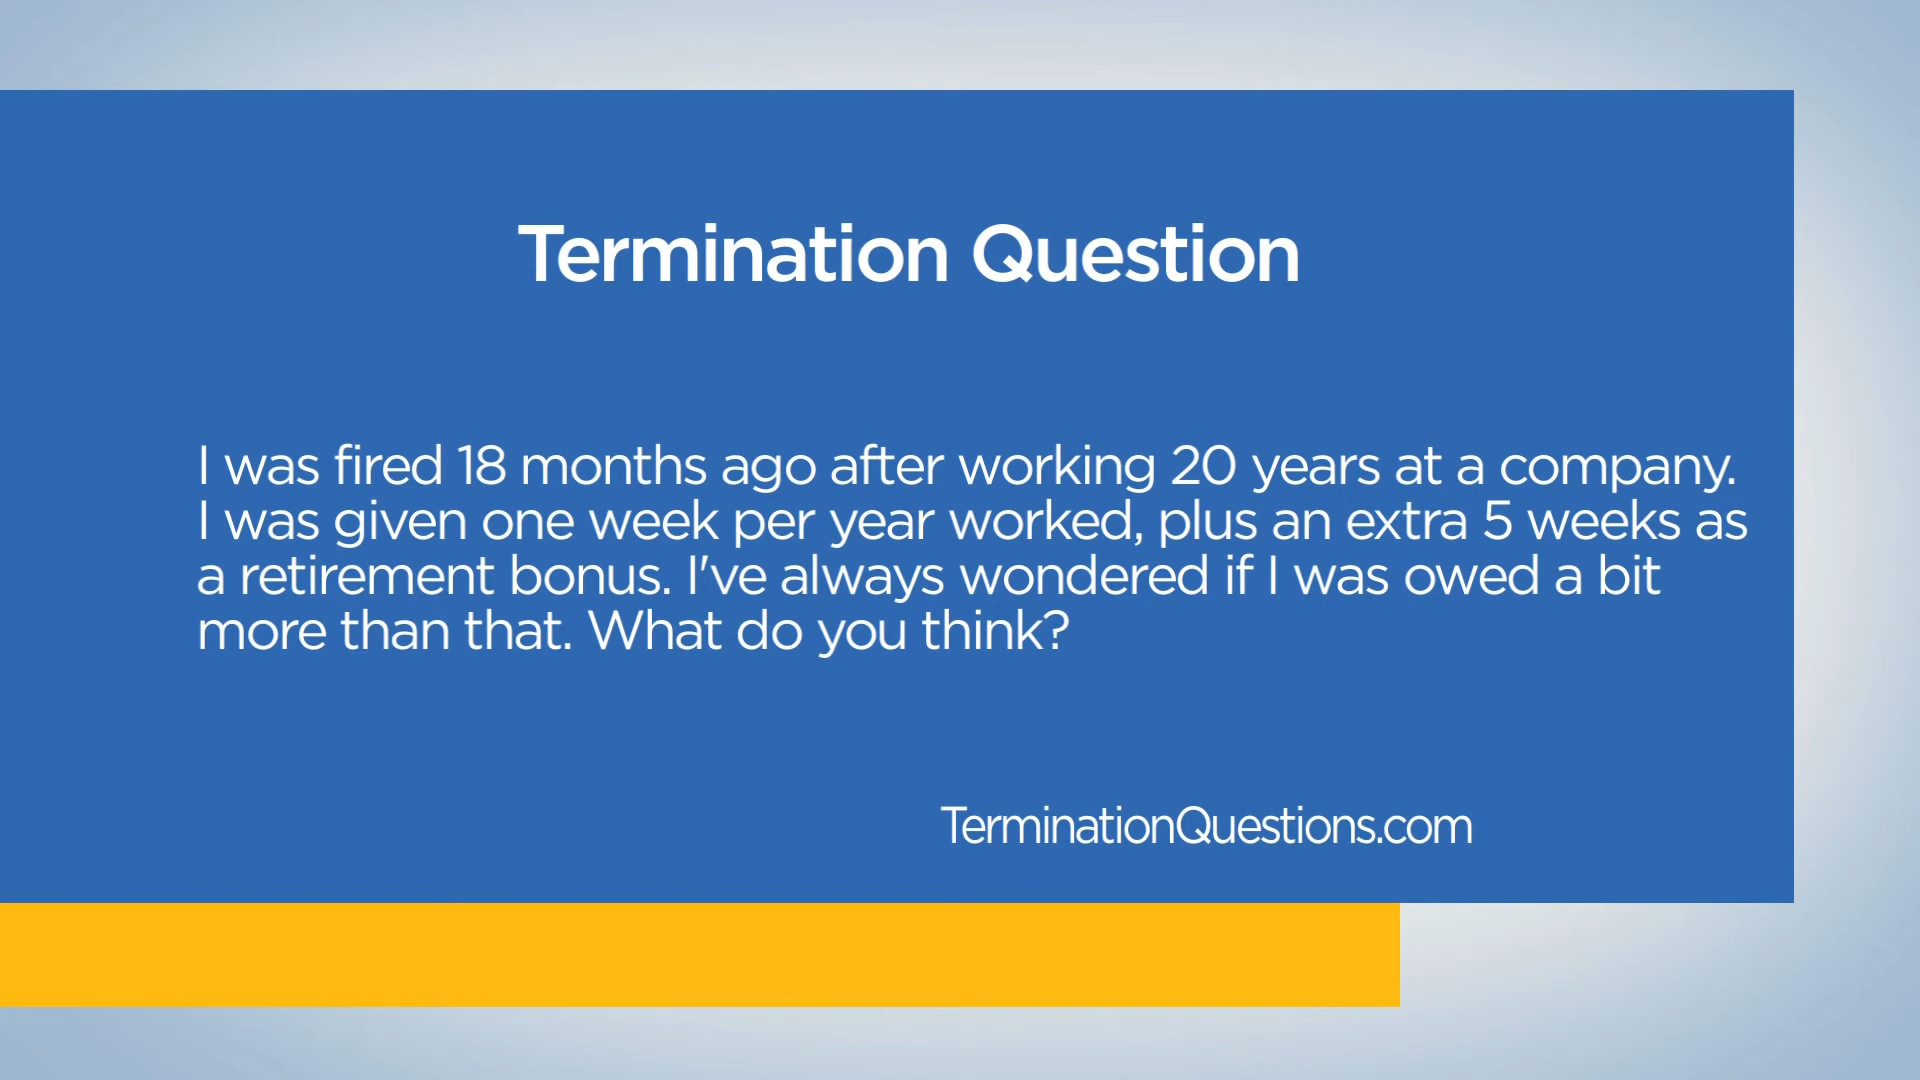 Termination Question
I was fired 18 months ago after working 20 years at a company.
I was given one week per year worked, plus an extra 5 weeks as
a retirement bonus. I've always wondered if I was owed a bit
more than that. What do you think?
TerminationQuestions.com